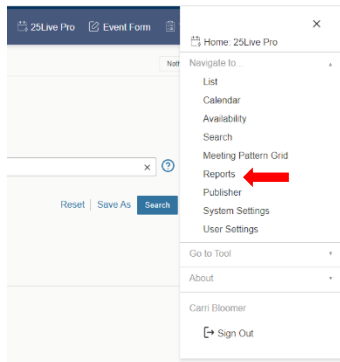 25Live Pro Event Form
×
Home: 25Live Pro
Noth
Navigate to...
List
Calendar
Availability
Search
Meeting Pattern Grid
× ?
Reports
Publisher
Reset | Save As Search
System Settings
User Settings
Go to Tool
About
Carri Bloomer
Sign Out